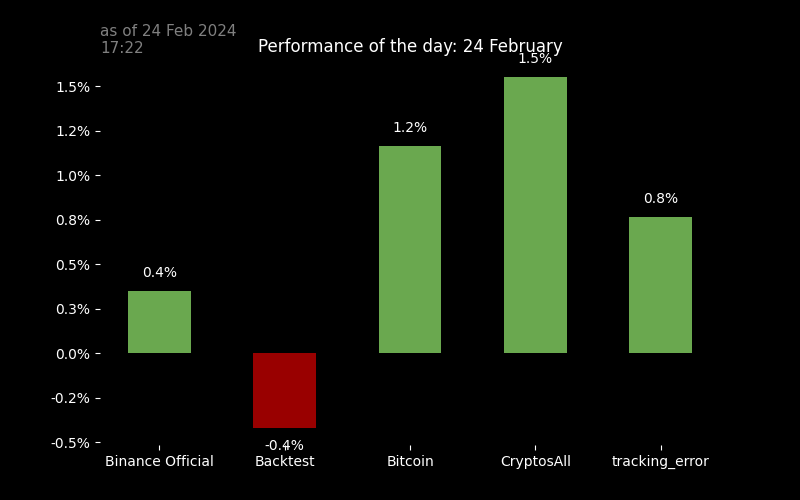 as of 24 Feb 2024
17:22
Performance of the day: 24 February
1.5%
1.5%
1.2%
1.2%
1.0%
0.8%
0.8%
0.5%
0.4%
0.3%
0.0%
-0.2%
-0.5%
-0.4%
Binance Official
Backtest
Bitcoin
CryptosAll
tracking_error